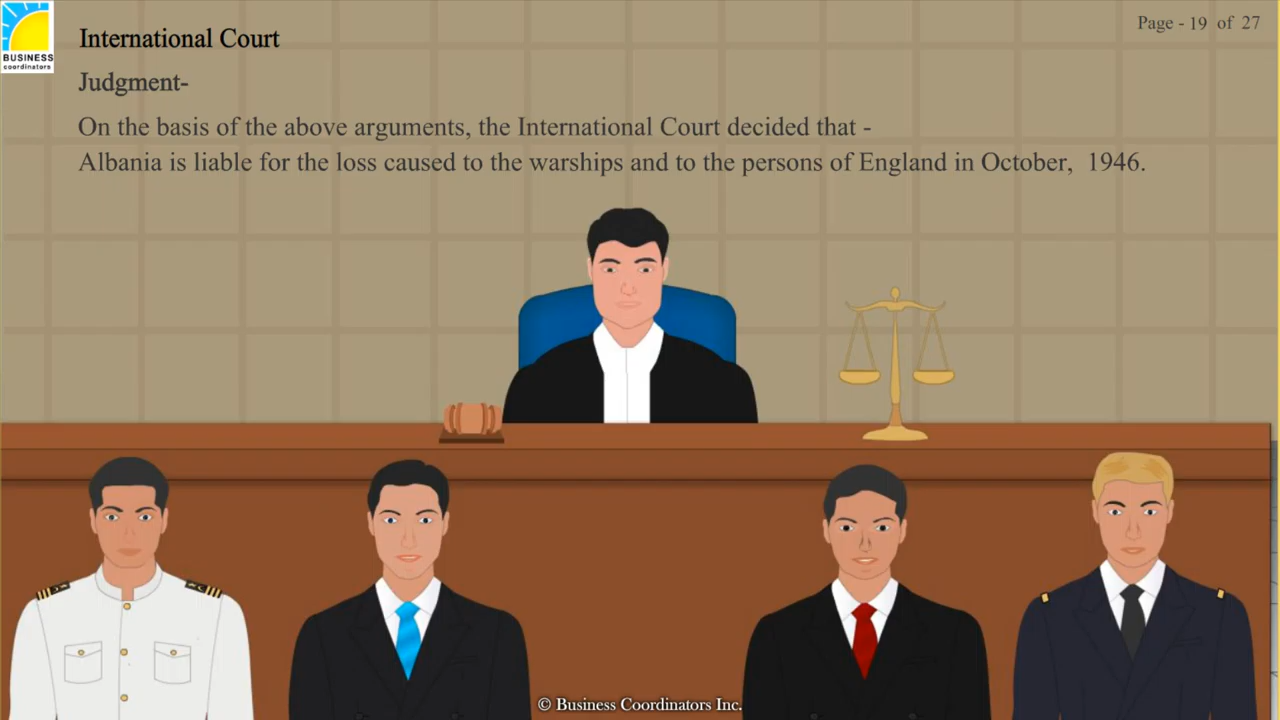 BUSINESS
coordinators
International Court
Page - 19 of 27
Judgment-
On the basis of the above arguments, the International Court decided that -
Albania is liable for the loss caused to the warships and to the persons of England in October, 1946.
© Business Coordinators Inc.